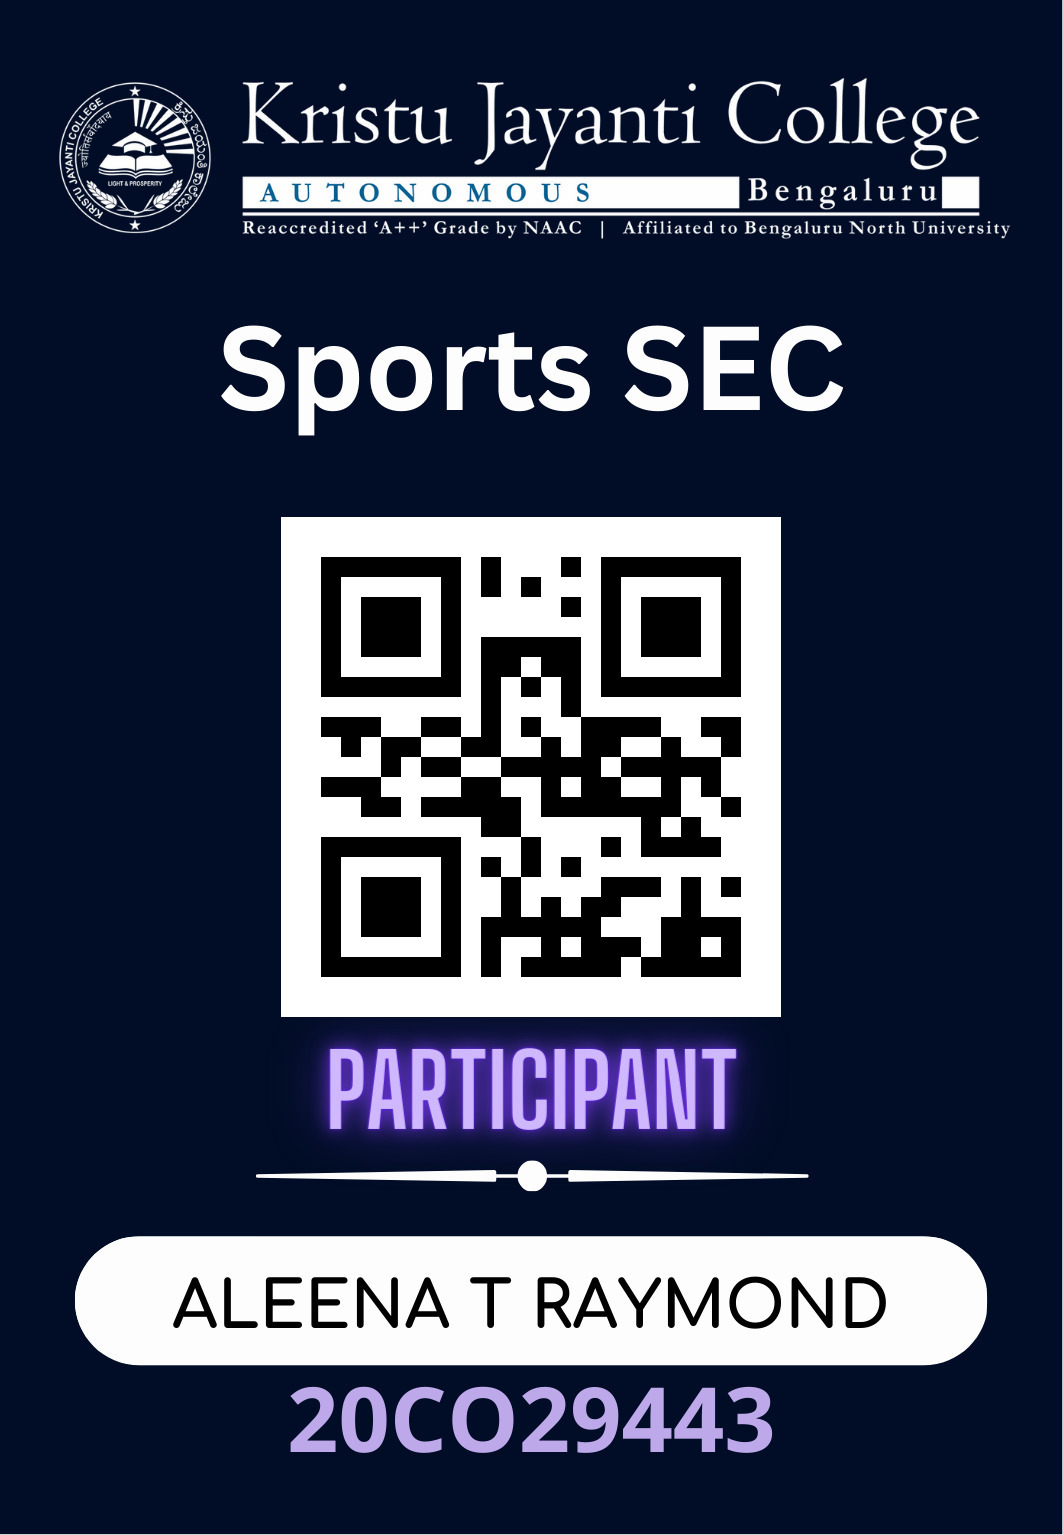 KRISTU JAYANTI COLLEGE
ಕ್ರಿಸ್ತು ಜಯಂತಿ ಕಾಲೇಜು
LIGHT & PROSPERITY
Kristu Jayanti College
AUTONOMOUS Bengaluru
Reaccredited ‘A++’ Grade by NAAC | Affiliated to Bengaluru North University
Sports SEC
PARTICIPANT
ALEENA T RAYMOND
20CO29443